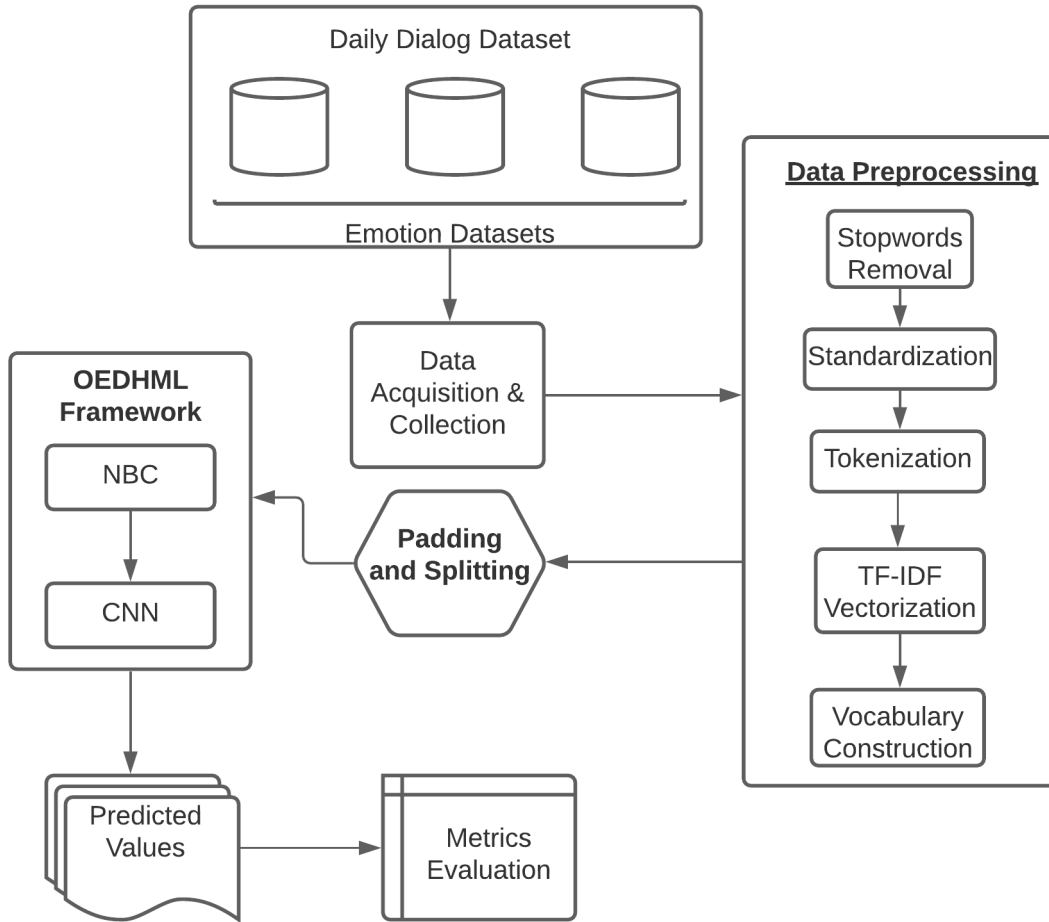 Daily Dialog Dataset
Emotion Datasets
Data
Acquisition &
Collection
Data Preprocessing
Stopwords
Removal
Standardization
Tokenization
TF-IDF
Vectorization
Vocabulary
Construction
Padding
and Splitting
OEDHML
Framework
NBC
CNN
Predicted
Values
Metrics
Evaluation